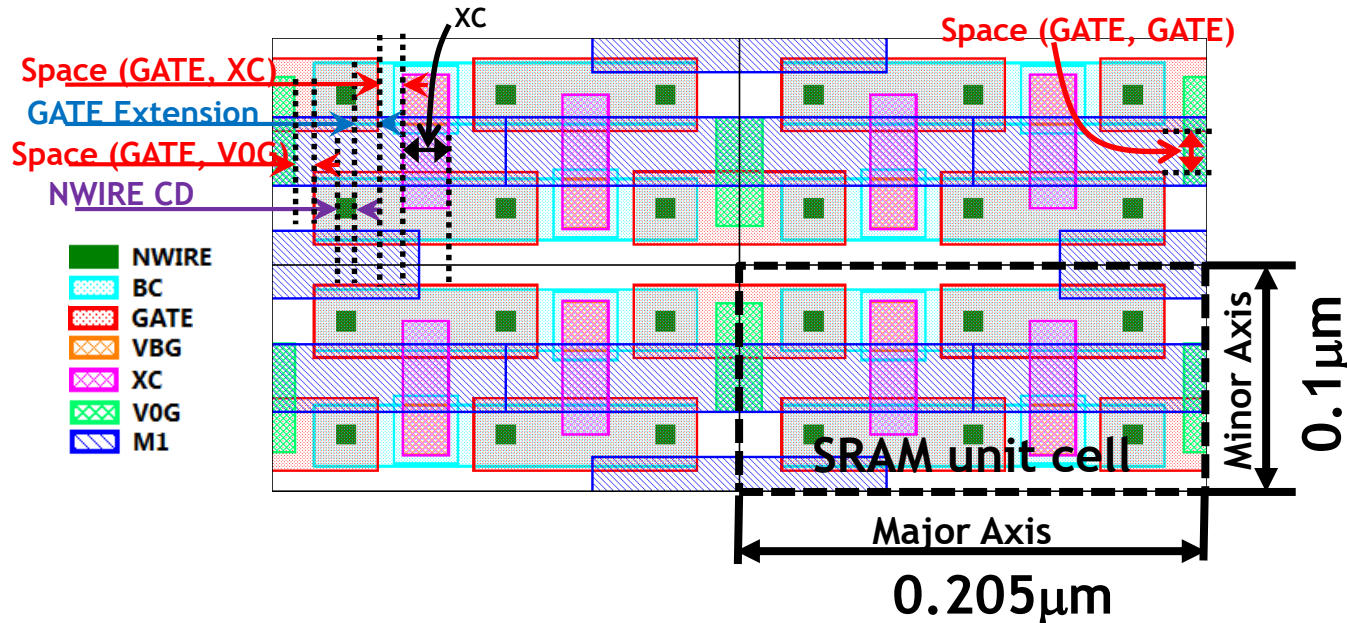 XC
Space (GATE, GATE)
Space (GATE, XC)
GATE Extension
Space (GATE, V0G)
NWIRE CD
NWIRE
BC
GATE
VBG
XC
V0G
M1
SRAM unit cell
Minor Axis
0.1μm
Major Axis
0.205μm